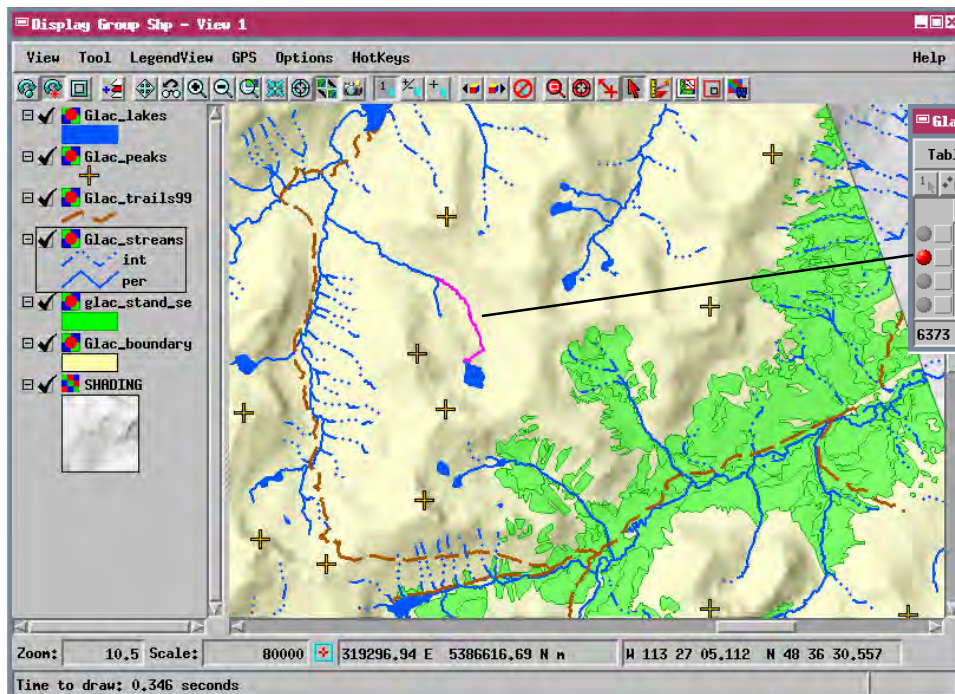 Display Group Shp - View 1
View Tool LegendView GPS Options HotKeys Help
Glac_lakes
Glac_peaks
Glac_trails99
Glac_streams
int
per
glac_stand_se
Glac_boundary
SHADING
Gla
Tabl
6373
Zoom: 10.5 Scale: 80000 319296.94 E 5386616.69 N m W 113 27 05.112 N 48 36 30.557
Time to draw: 0.346 seconds